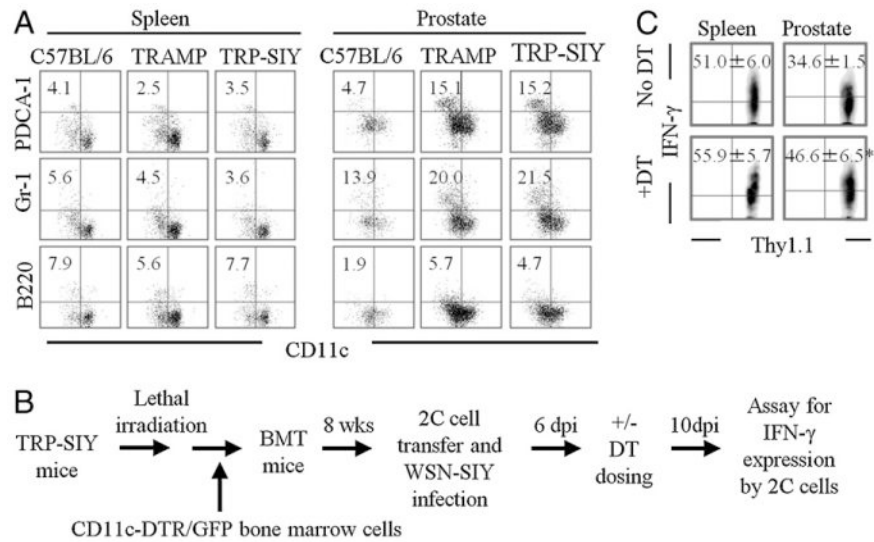 A
Spleen
Prostate
C57BL/6 TRAMP TRP-SIY
C57BL/6 TRAMP TRP-SIY
PDCA-1
4.1 2.5 3.5
4.7 15.1 15.2
Gr-1
5.6 4.5 3.6
13.9 20.0 21.5
B220
7.9 5.6 7.7
1.9 5.7 4.7
CD11c
C
Spleen Prostate
No DT
51.0 ±6.0 34.6 ±1.5
IFN-γ
+DT
55.9 ±5.7 46.6 ±6.5*
Thy1.1
B
TRP-SIY
mice
Lethal
irradiation
CD11c-DTR/GFP bone marrow cells
BMT
mice
8 wks
2C cell
transfer and
WSN-SIY
infection
6 dpi
+/-
DT
dosing
10dpi
Assay for
IFN-γ
expression
by 2C cells